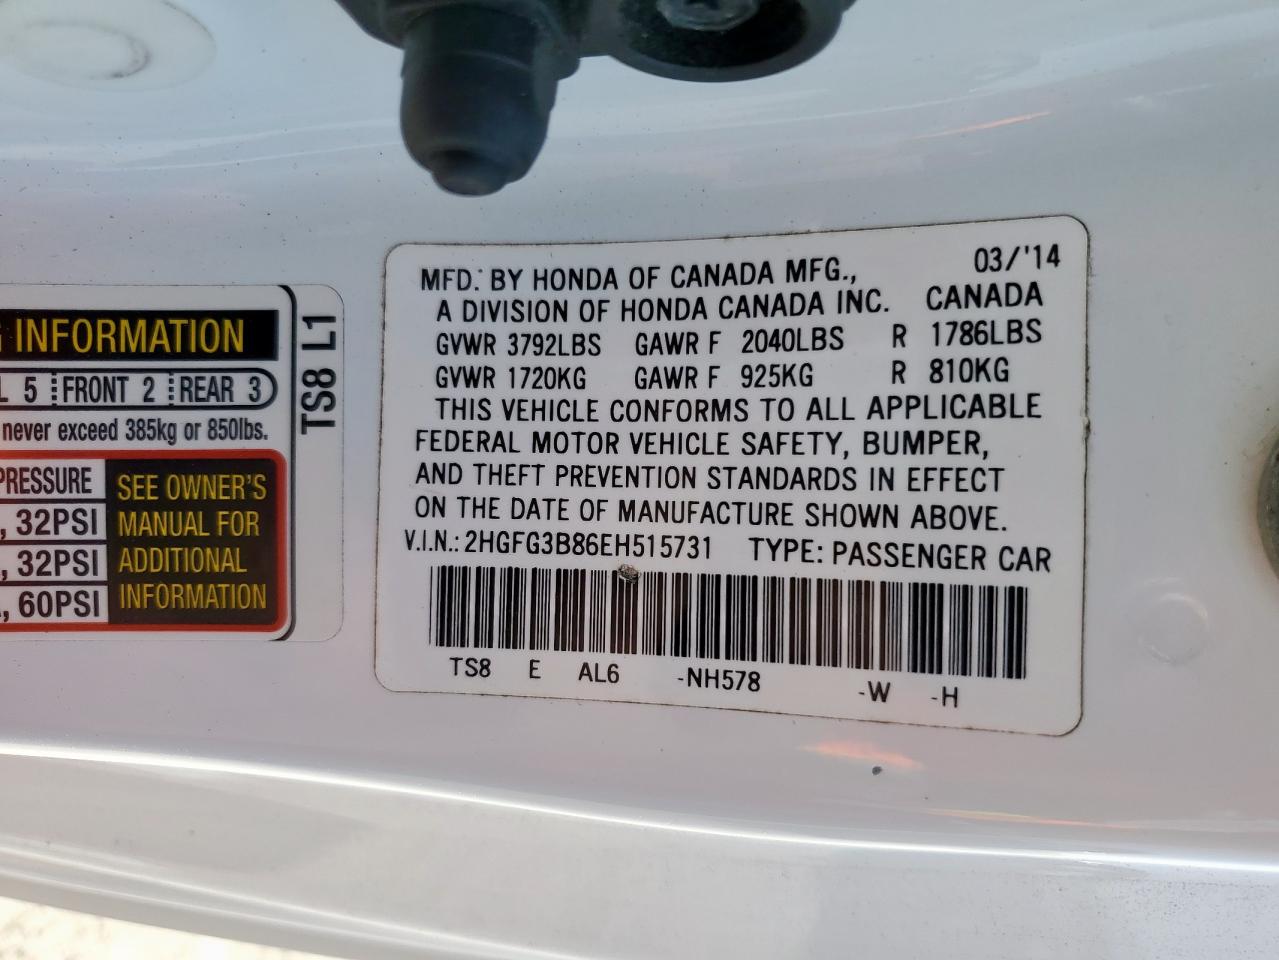 G INFORMATION
L 5 FRONT 2 REAR 3
never exceed 385kg or 850lbs.
PRESSURE
, 32PSI
, 32PSI
, 60PSI
SEE OWNER'S
MANUAL FOR
ADDITIONAL
INFORMATION
TS8 L1
03/'14
MFD. BY HONDA OF CANADA MFG.,
A DIVISION OF HONDA CANADA INC. CANADA
GVWR 3792LBS GAWR F 2040LBS R 1786LBS
GVWR 1720KG GAWR F 925KG R 810KG
THIS VEHICLE CONFORMS TO ALL APPLICABLE
FEDERAL MOTOR VEHICLE SAFETY, BUMPER,
AND THEFT PREVENTION STANDARDS IN EFFECT
ON THE DATE OF MANUFACTURE SHOWN ABOVE.
V.I.N.: 2HGFG3B86EH515731 TYPE: PASSENGER CAR
TS8 E AL6 -NH578 -W -H